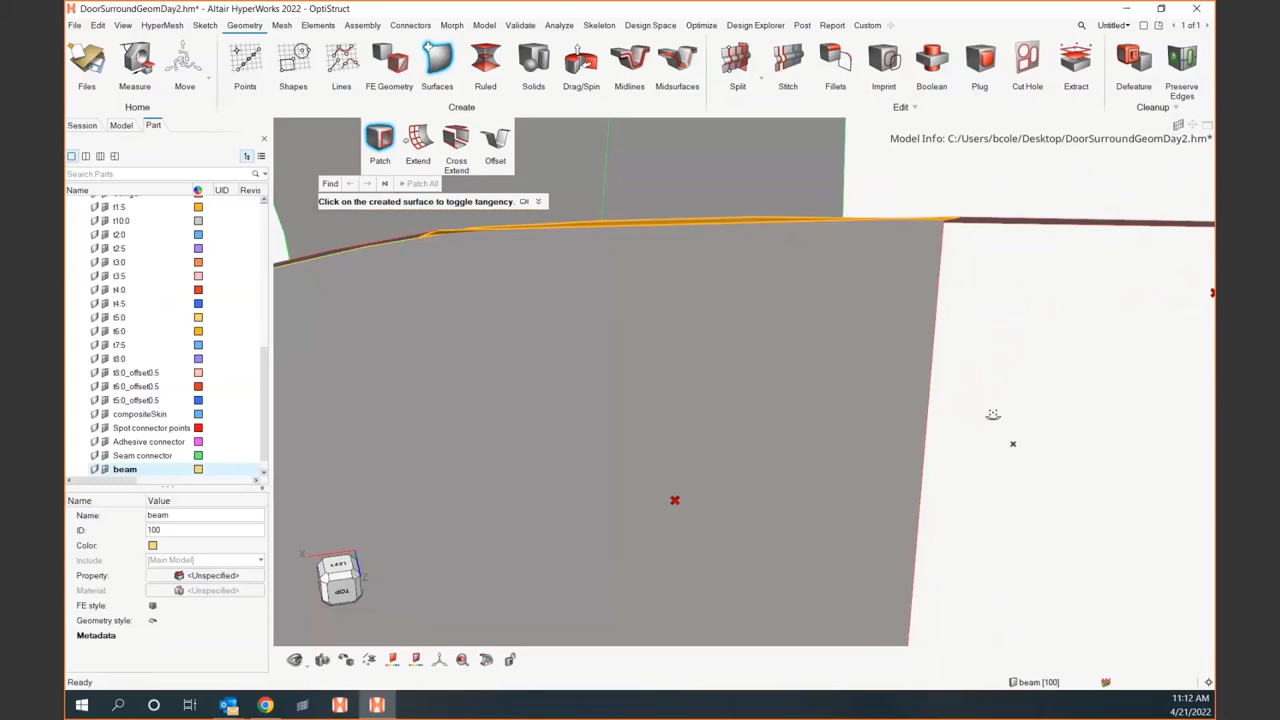 DoorSurroundGeomDay2.hm* - Altair HyperWorks 2022 - OptiStruct
File Edit View HyperMesh Sketch Geometry Mesh Elements Assembly Connectors Morph Model Validate Analyze Skeleton Design Space Optimize Design Explorer Post Report Custom Untitled 1 of 1
Files Measure Move Points Shapes Lines FE Geometry Surfaces Ruled Solids Drag/Spin Midlines Midsurfaces Split Stitch Fillets Imprint Boolean Plug Cut Hole Extract Defeature Preserve Edges
Home Create Edit Cleanup
Session Model Part
Model Info: C:/Users/bcole/Desktop/DoorSurroundGeomDay2.hm*
Patch Extend Cross Extend Offset
Search Parts
Find Patch All
Name UID Revis
Click on the created surface to toggle tangency.
t1.5
t10.0
t2.0
t2.5
t3.0
t3.5
t4.0
t4.5
t5.0
t6.0
t7.5
t8.0
t8.0_offset0.5
t6.0_offset0.5
t5.0_offset0.5
compositeSkin
Spot connector points
Adhesive connector
Seam connector
beam
Name Value
Name: beam
ID: 100
Color:
Include [Main Model]
Property: <Unspecified>
Material: <Unspecified>
FE style:
Geometry style:
Metadata
X
Z
LEFT
TOP
Ready
beam [100]
11:12 AM
4/21/2022